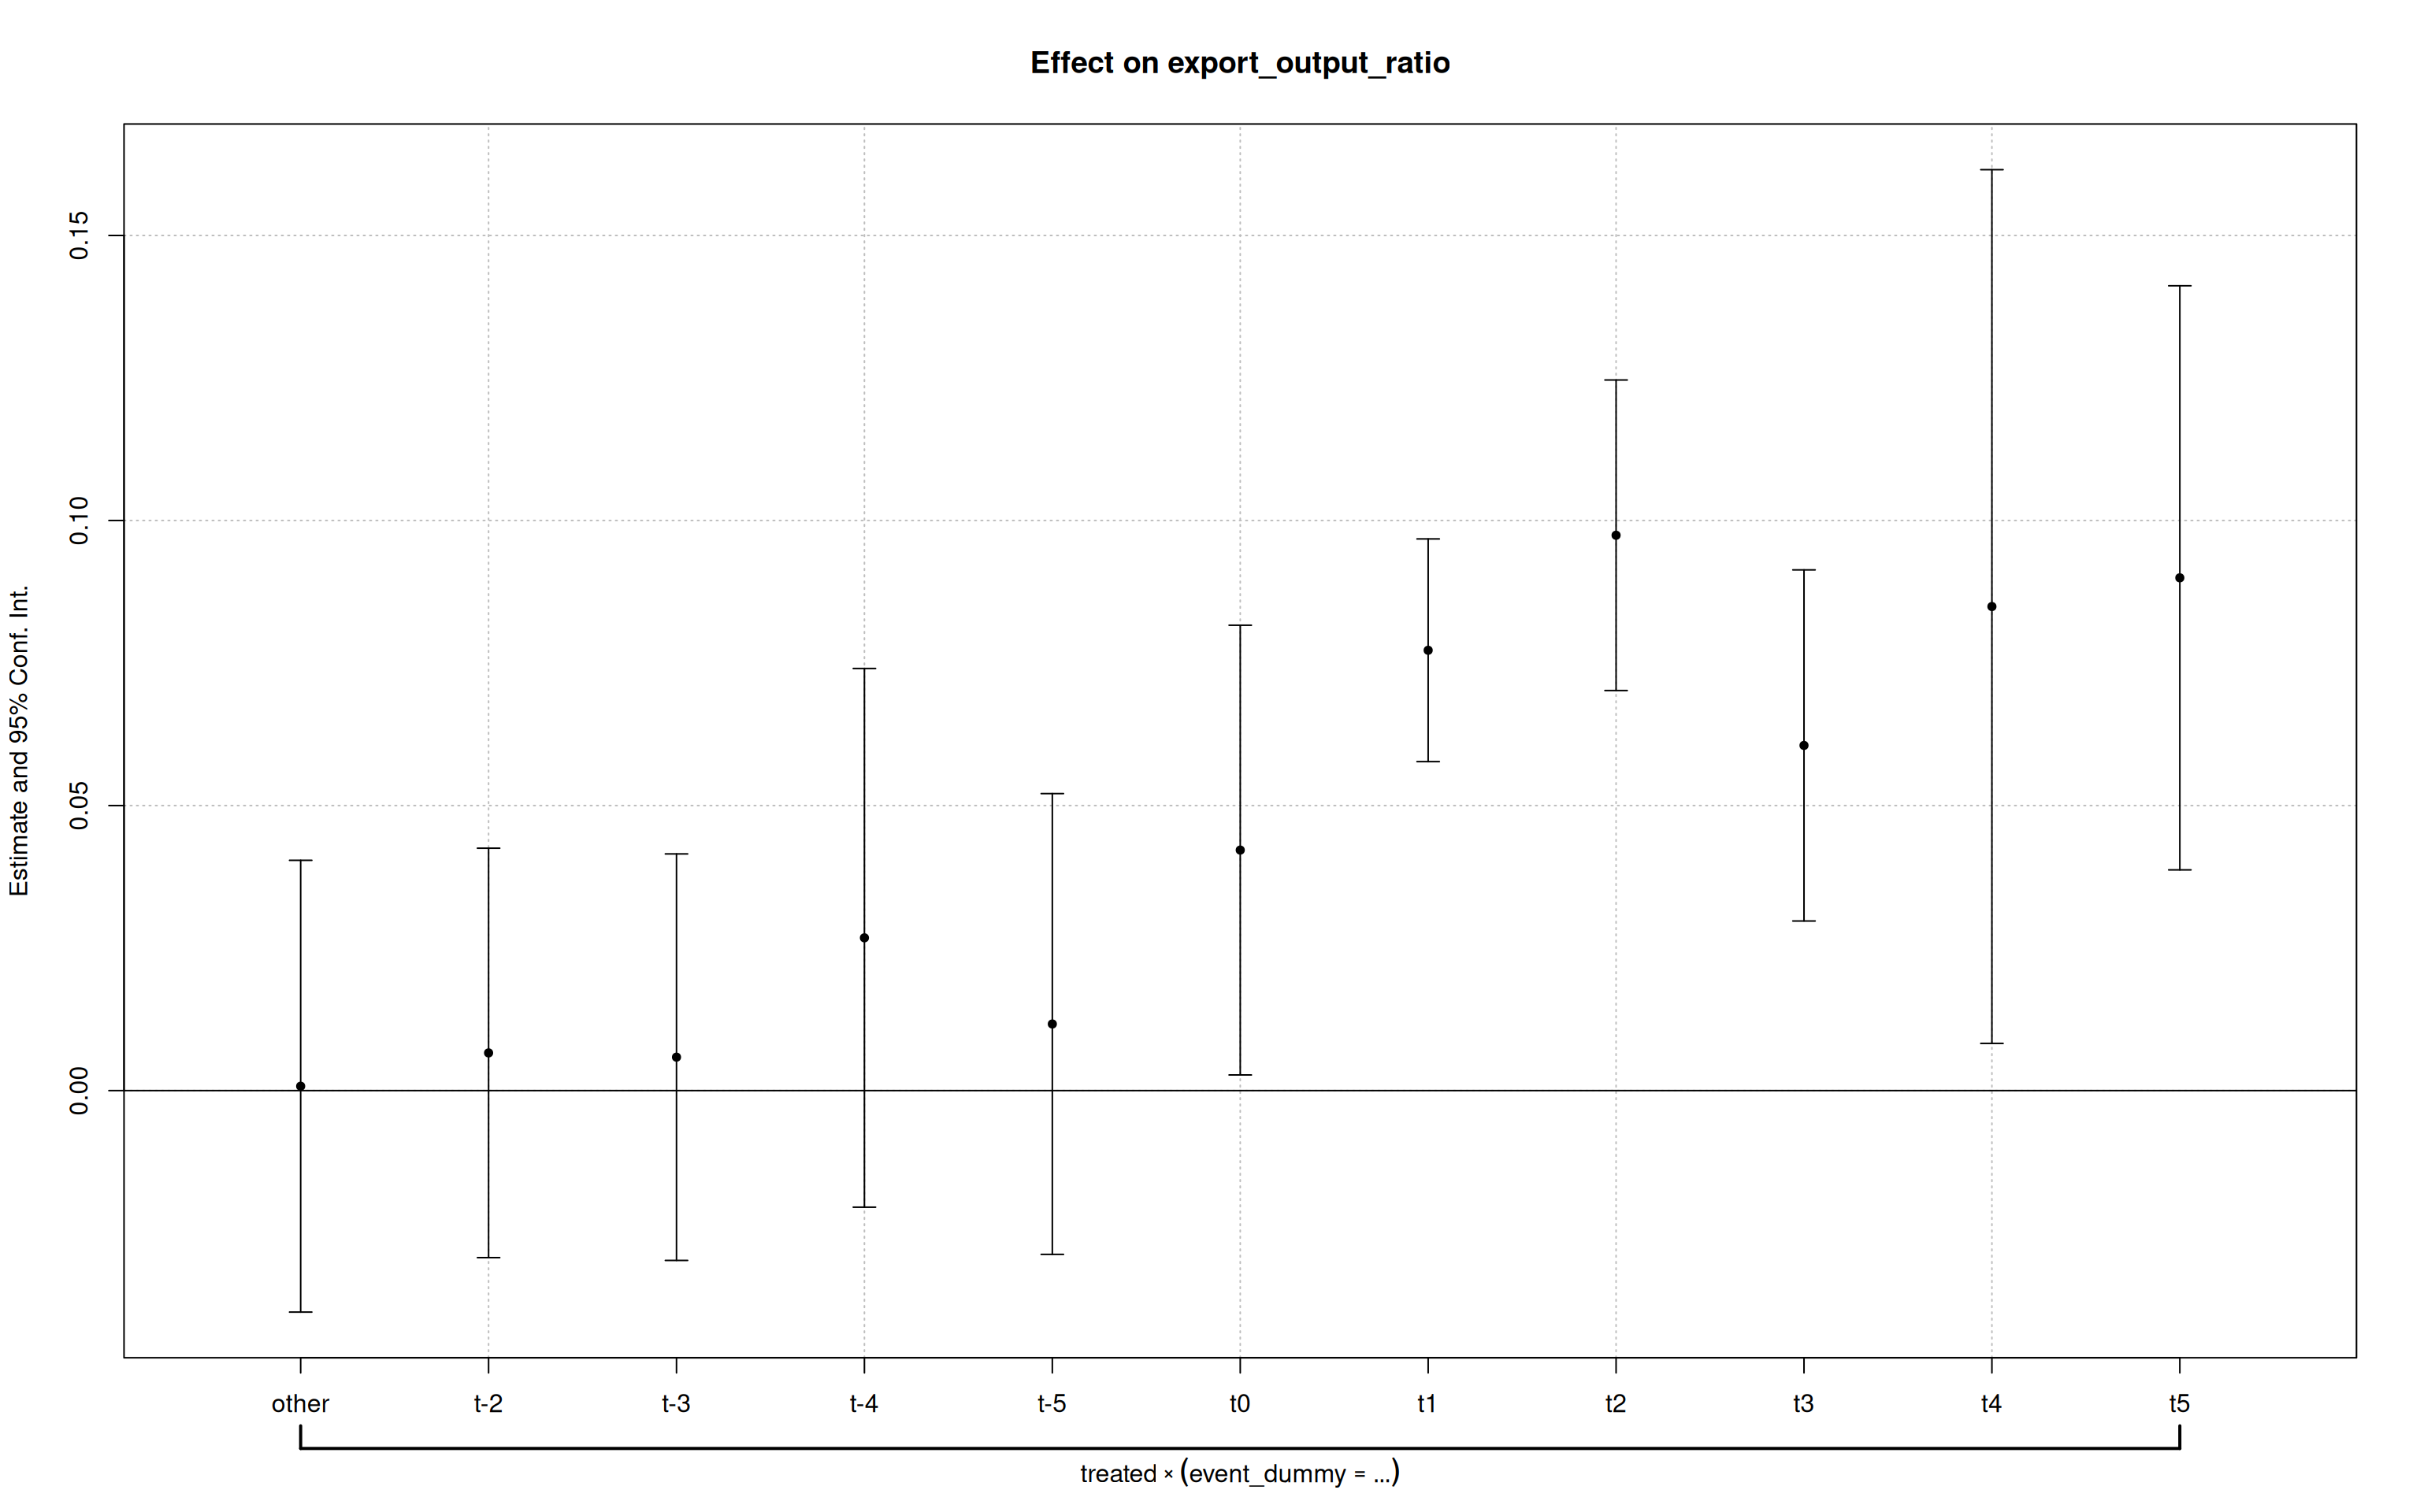 Effect on export_output_ratio
Estimate and 95% Conf. Int.
0.15
0.10
0.05
0.00
other t-2 t-3 t-4 t-5 t0 t1 t2 t3 t4 t5
treated × (event_dummy = ...)